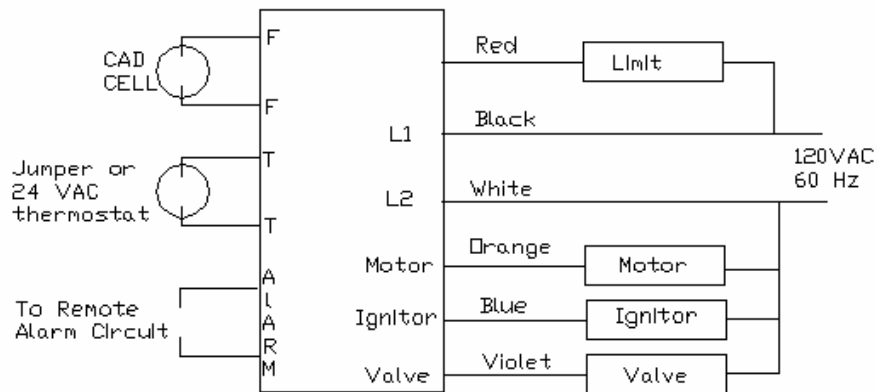 CAD
CELL
F
F
Jumper or
24 VAC
thermostat
T
T
To Remote
Alarm Circuit
A
l
A
R
M
L1
L2
Motor
Ignitor
Valve
Red
Limit
Black
White
120VAC
60 Hz
Orange
Motor
Blue
Ignitor
Violet
Valve